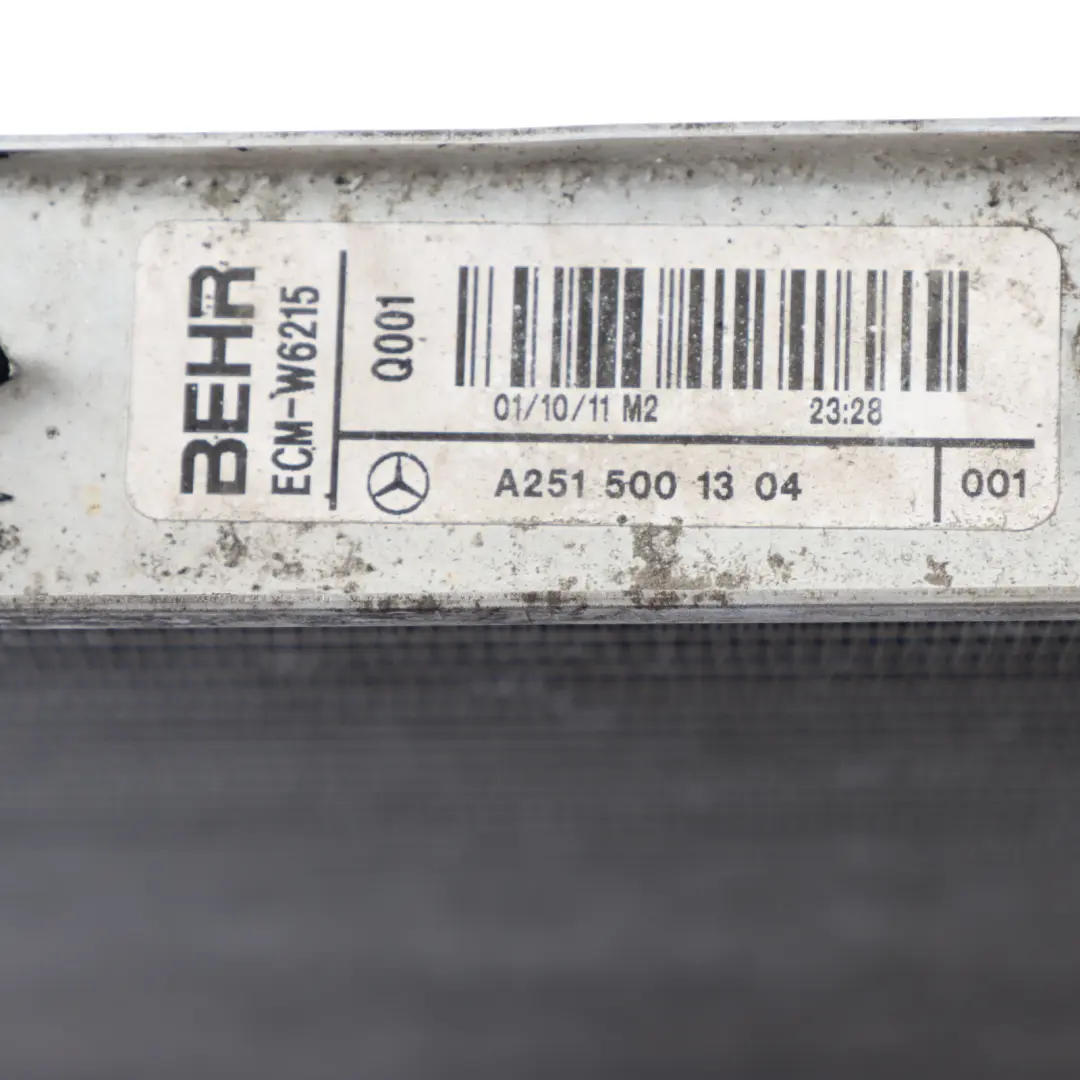 BEHR
ECM-W6215
Q001
01/10/11 M2 23:28
A251 500 13 04 001